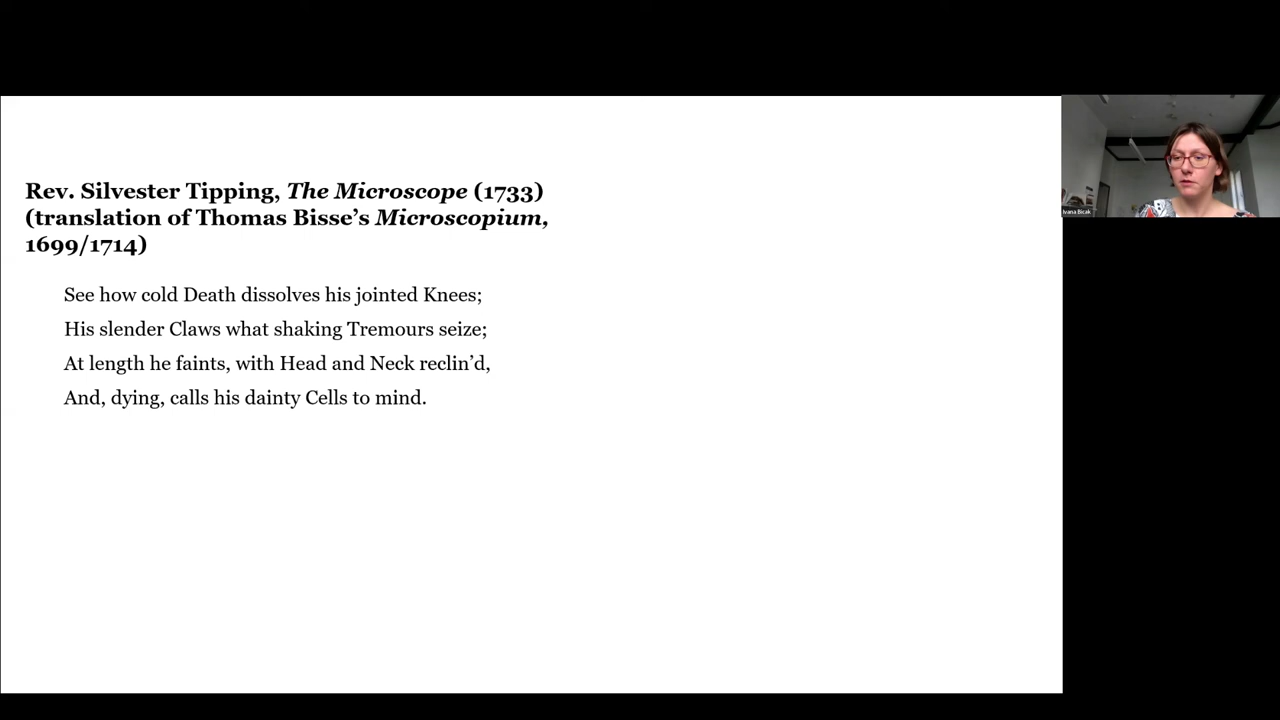 Rev. Silvester Tipping, The Microscope (1733)
(translation of Thomas Bisse’s Microscopium,
1699/1714)
See how cold Death dissolves his jointed Knees;
His slender Claws what shaking Tremours seize;
At length he faints, with Head and Neck reclin’d,
And, dying, calls his dainty Cells to mind.
Ivana Bicak